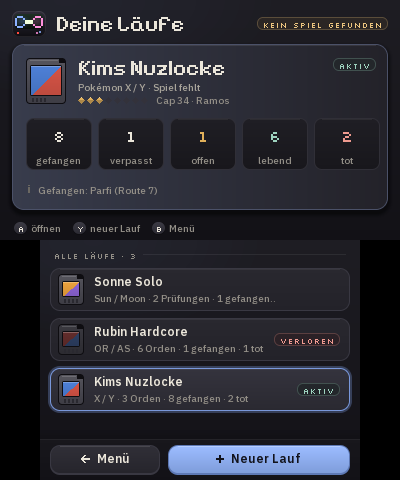 Deine Läufe
KEIN SPIEL GEFUNDEN
Kims Nuzlocke
AKTIV
Pokémon X / Y · Spiel fehlt
Cap 34 · Ramos
8 1 1 6 2
gefangen verpasst offen lebend tot
i Gefangen: Parfi (Route 7)
A öffnen Y neuer Lauf B Menü
ALLE LÄUFE · 3
Sonne Solo
Sun / Moon · 2 Prüfungen · 1 gefangen..
Rubin Hardcore
OR / AS · 6 Orden · 1 gefangen · 1 tot
VERLOREN
Kims Nuzlocke
X / Y · 3 Orden · 8 gefangen · 2 tot
AKTIV
← Menü
+ Neuer Lauf